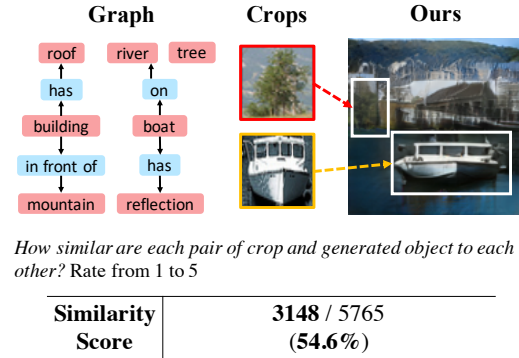 Graph Crops Ours
roof river tree
has on
building boat
in front of has
mountain reflection
How similar are each pair of crop and generated object to each
other? Rate from 1 to 5
Similarity 3148 / 5765
Score (54.6%)